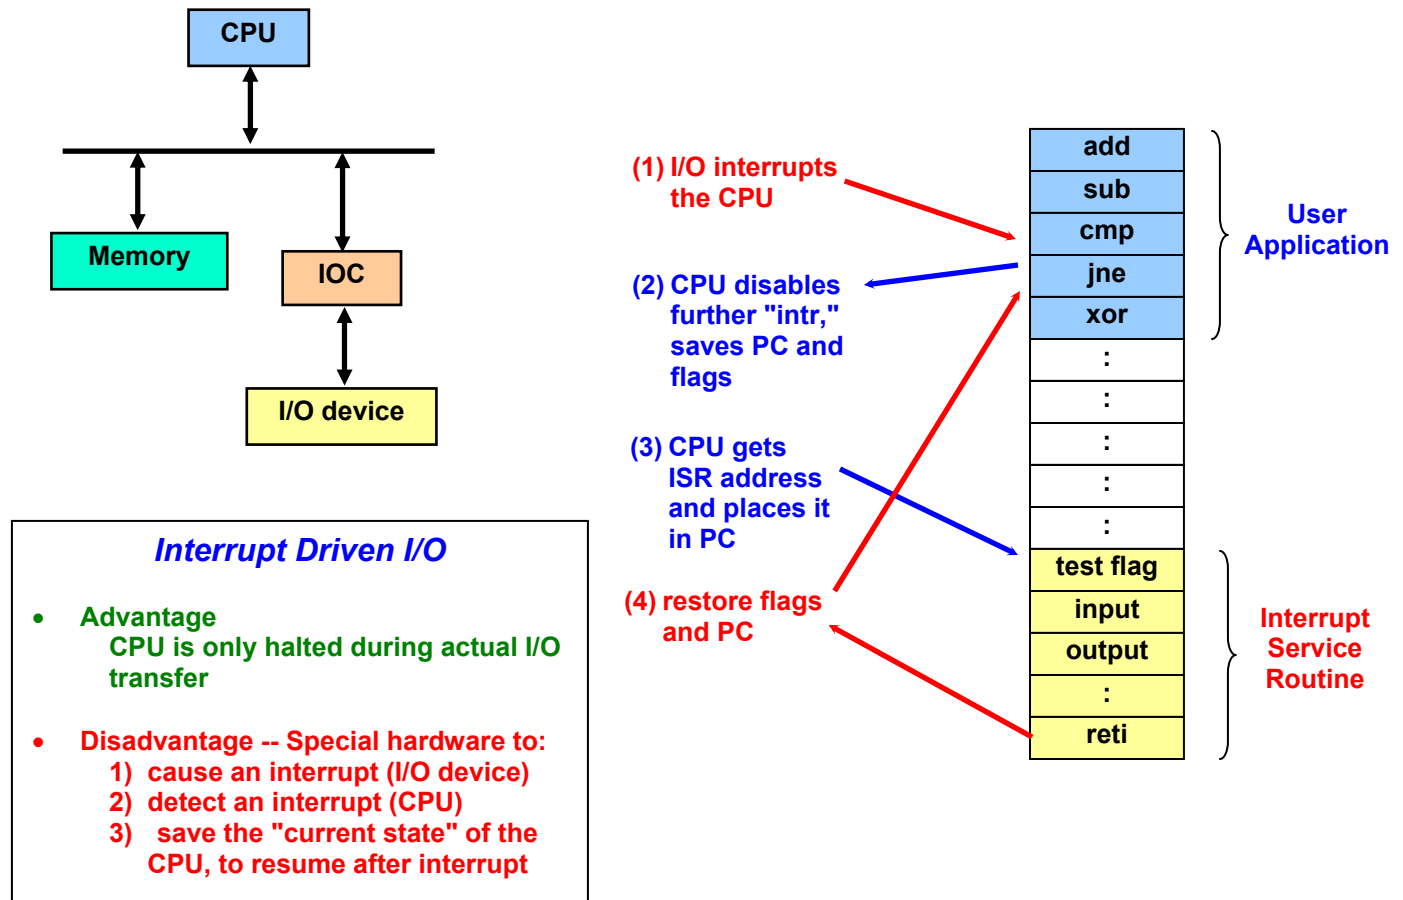 CPU
Memory
IOC
I/O device
Interrupt Driven I/O
• Advantage
CPU is only halted during actual I/O
transfer
• Disadvantage -- Special hardware to:
1) cause an interrupt (I/O device)
2) detect an interrupt (CPU)
3) save the "current state" of the
CPU, to resume after interrupt
(1) I/O interrupts
the CPU
(2) CPU disables
further "intr,"
saves PC and
flags
(3) CPU gets
ISR address
and places it
in PC
(4) restore flags
and PC
add
sub
cmp
jne
xor
:
:
:
:
:
test flag
input
output
:
reti
User
Application
Interrupt
Service
Routine